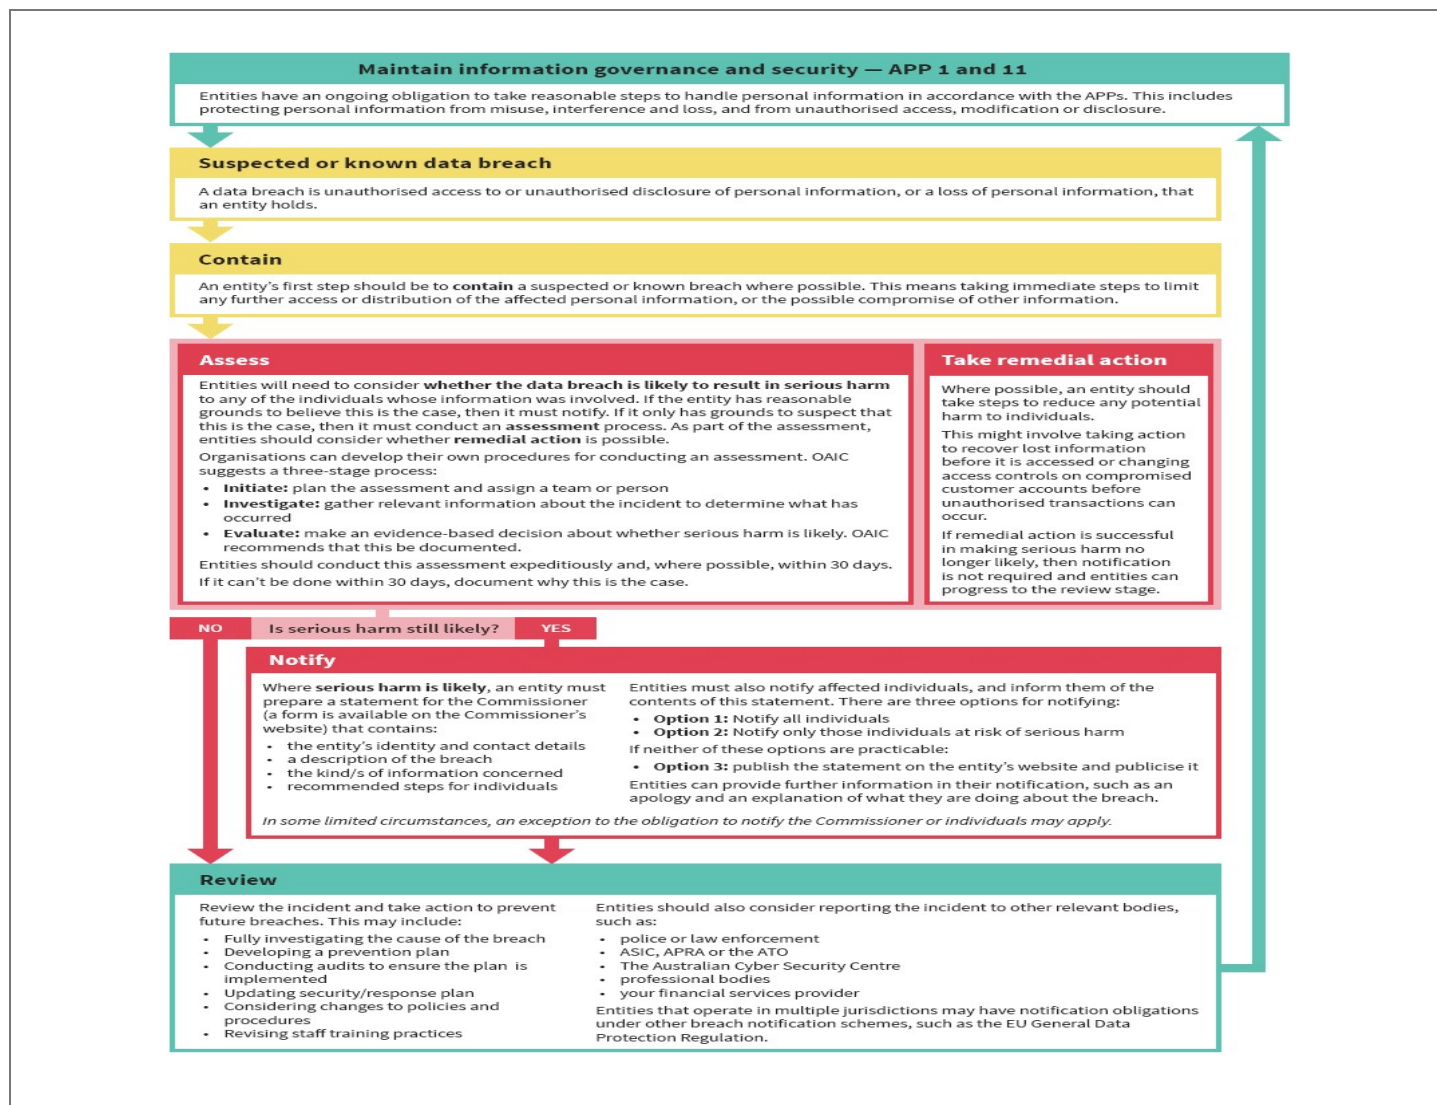 Maintain information governance and security — APP 1 and 11
Entities have an ongoing obligation to take reasonable steps to handle personal information in accordance with the APPs. This includes
protecting personal information from misuse, interference and loss, and from unauthorised access, modification or disclosure.
Suspected or known data breach
A data breach is unauthorised access to or unauthorised disclosure of personal information, or a loss of personal information, that
an entity holds.
Contain
An entity's first step should be to contain a suspected or known breach where possible. This means taking immediate steps to limit
any further access or distribution of the affected personal information, or the possible compromise of other information.
Assess
Entities will need to consider whether the data breach is likely to result in serious harm
to any of the individuals whose information was involved. If the entity has reasonable
grounds to believe this is the case, then it must notify. If it only has grounds to suspect that
this is the case, then it must conduct an assessment process. As part of the assessment,
entities should consider whether remedial action is possible.
Organisations can develop their own procedures for conducting an assessment. OAIC
suggests a three-stage process:
• Initiate: plan the assessment and assign a team or person
• Investigate: gather relevant information about the incident to determine what has
occurred
• Evaluate: make an evidence-based decision about whether serious harm is likely. OAIC
recommends that this be documented.
Entities should conduct this assessment expeditiously and, where possible, within 30 days.
If it can't be done within 30 days, document why this is the case.
Take remedial action
Where possible, an entity should
take steps to reduce any potential
harm to individuals.
This might involve taking action
to recover lost information
before it is accessed or changing
access controls on compromised
customer accounts before
unauthorised transactions can
occur.
If remedial action is successful
in making serious harm no
longer likely, then notification
is not required and entities can
progress to the review stage.
NO
Is serious harm still likely?
YES
Notify
Where serious harm is likely, an entity must
prepare a statement for the Commissioner
(a form is available on the Commissioner's
website) that contains:
• the entity's identity and contact details
• a description of the breach
• the kind/s of information concerned
• recommended steps for individuals
Entities must also notify affected individuals, and inform them of the
contents of this statement. There are three options for notifying:
• Option 1: Notify all individuals
• Option 2: Notify only those individuals at risk of serious harm
If neither of these options are practicable:
• Option 3: publish the statement on the entity's website and publicise it
Entities can provide further information in their notification, such as an
apology and an explanation of what they are doing about the breach.
In some limited circumstances, an exception to the obligation to notify the Commissioner or individuals may apply.
Review
Review the incident and take action to prevent
future breaches. This may include:
• Fully investigating the cause of the breach
• Developing a prevention plan
• Conducting audits to ensure the plan is
implemented
• Updating security/response plan
• Considering changes to policies and
procedures
• Revising staff training practices
Entities should also consider reporting the incident to other relevant bodies,
such as:
• police or law enforcement
• ASIC, APRA or the ATO
• The Australian Cyber Security Centre
• professional bodies
• your financial services provider
Entities that operate in multiple jurisdictions may have notification obligations
under other breach notification schemes, such as the EU General Data
Protection Regulation.